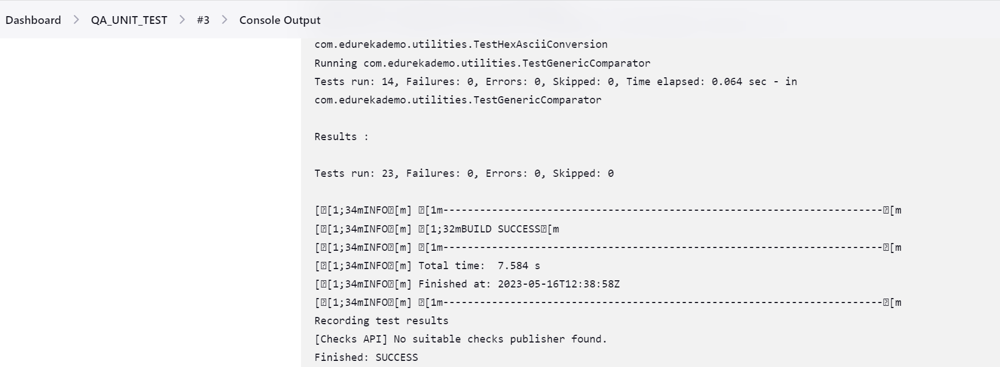 Dashboard > QA_UNIT_TEST > #3 > Console Output
com.edurekademo.utilities.TestHexAsciiConversion
Running com.edurekademo.utilities.TestGenericComparator
Tests run: 14, Failures: 0, Errors: 0, Skipped: 0, Time elapsed: 0.064 sec - in
com.edurekademo.utilities.TestGenericComparator
Results :
Tests run: 23, Failures: 0, Errors: 0, Skipped: 0
[␛[1;34mINFO␛[m] ␛[1m------------------------------------------------------------------------␛[m
[␛[1;34mINFO␛[m] ␛[1;32mBUILD SUCCESS␛[m
[␛[1;34mINFO␛[m] ␛[1m------------------------------------------------------------------------␛[m
[␛[1;34mINFO␛[m] Total time:  7.584 s
[␛[1;34mINFO␛[m] Finished at: 2023-05-16T12:38:58Z
[␛[1;34mINFO␛[m] ␛[1m------------------------------------------------------------------------␛[m
Recording test results
[Checks API] No suitable checks publisher found.
Finished: SUCCESS